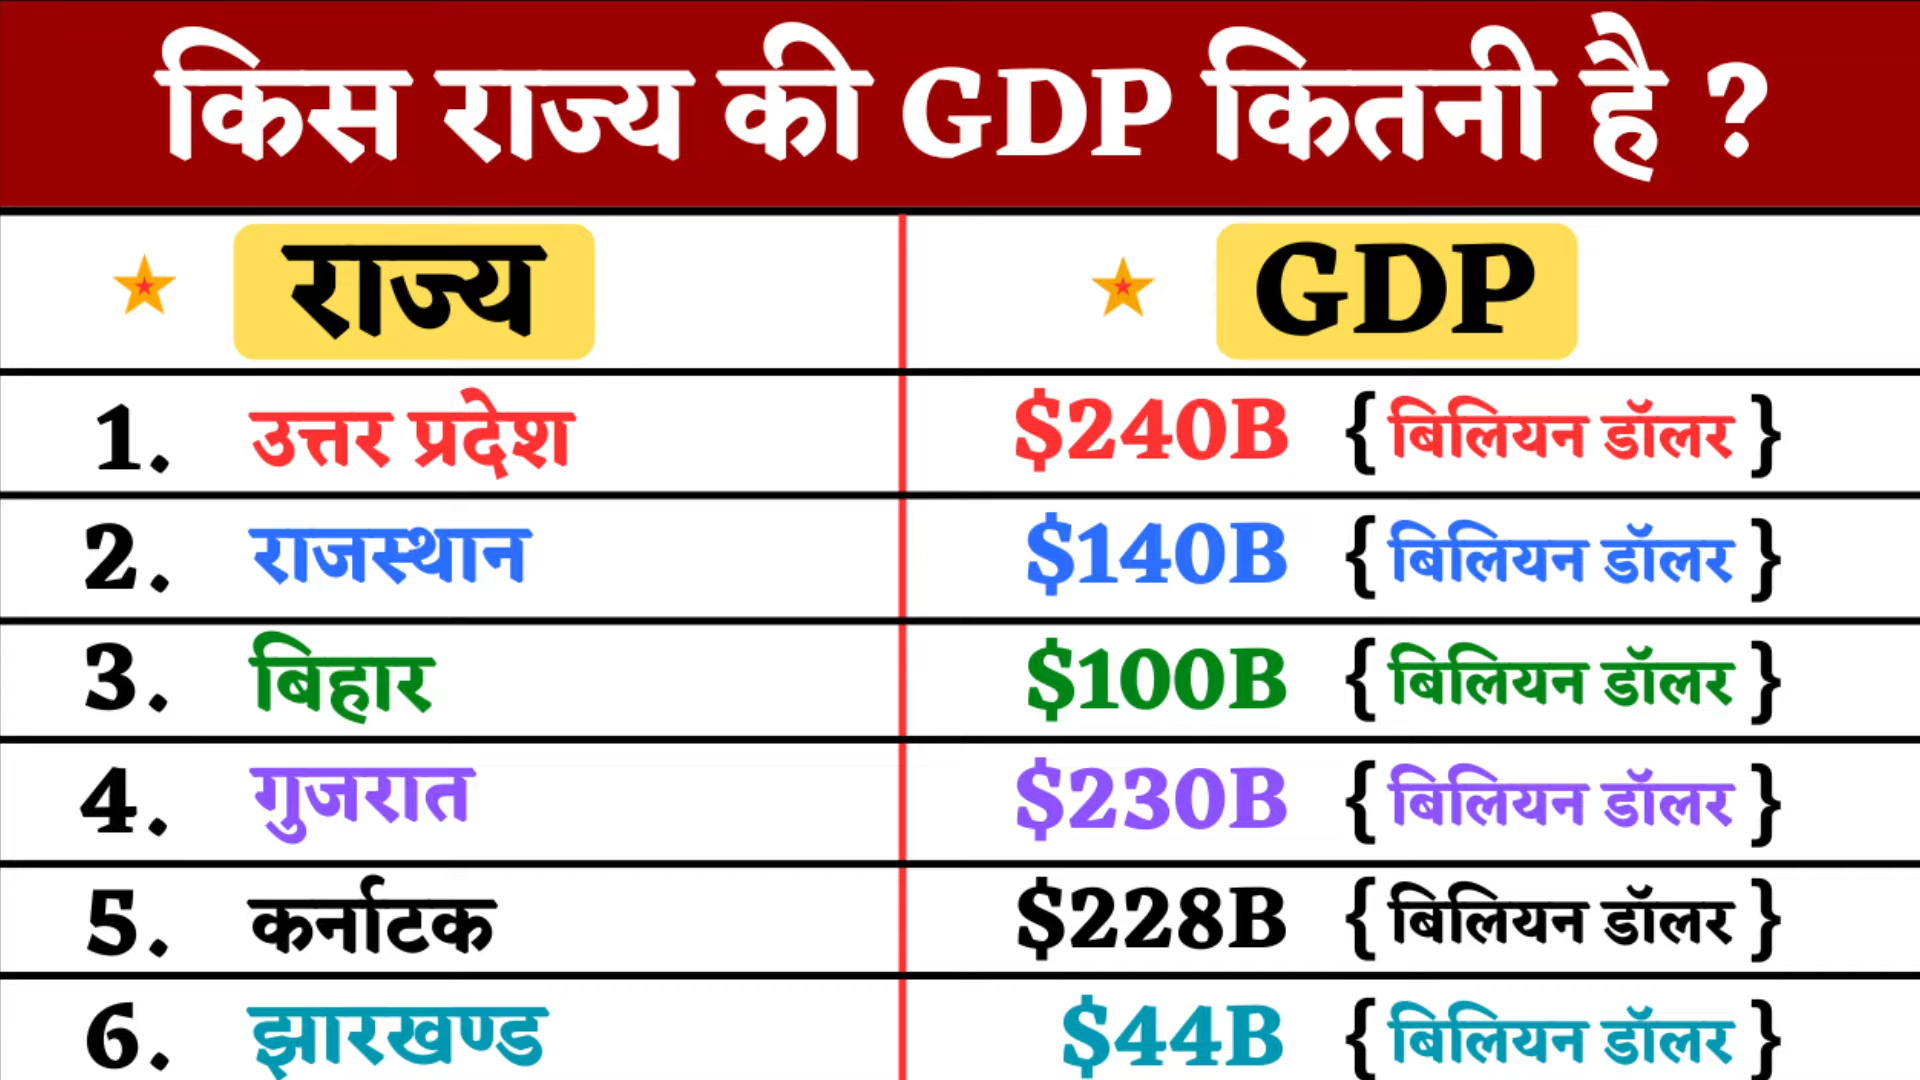 किस राज्य की GDP कितनी है ?
राज्य GDP
1. उत्तर प्रदेश $240B { बिलियन डॉलर }
2. राजस्थान $140B { बिलियन डॉलर }
3. बिहार $100B { बिलियन डॉलर }
4. गुजरात $230B { बिलियन डॉलर }
5. कर्नाटक $228B { बिलियन डॉलर }
6. झारखण्ड $44B { बिलियन डॉलर }